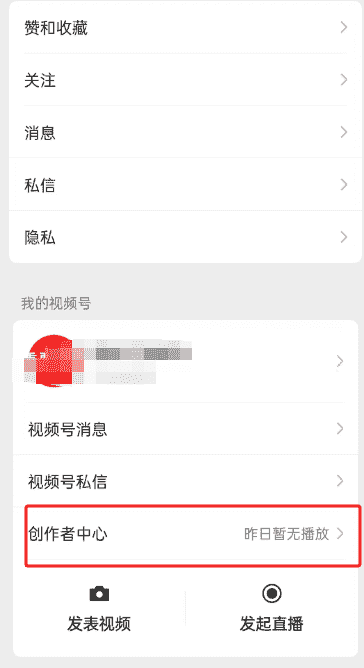 赞和收藏
关注
消息
私信
隐私
我的视频号
视频号消息
视频号私信
创作者中心 昨日暂无播放
发表视频 发起直播